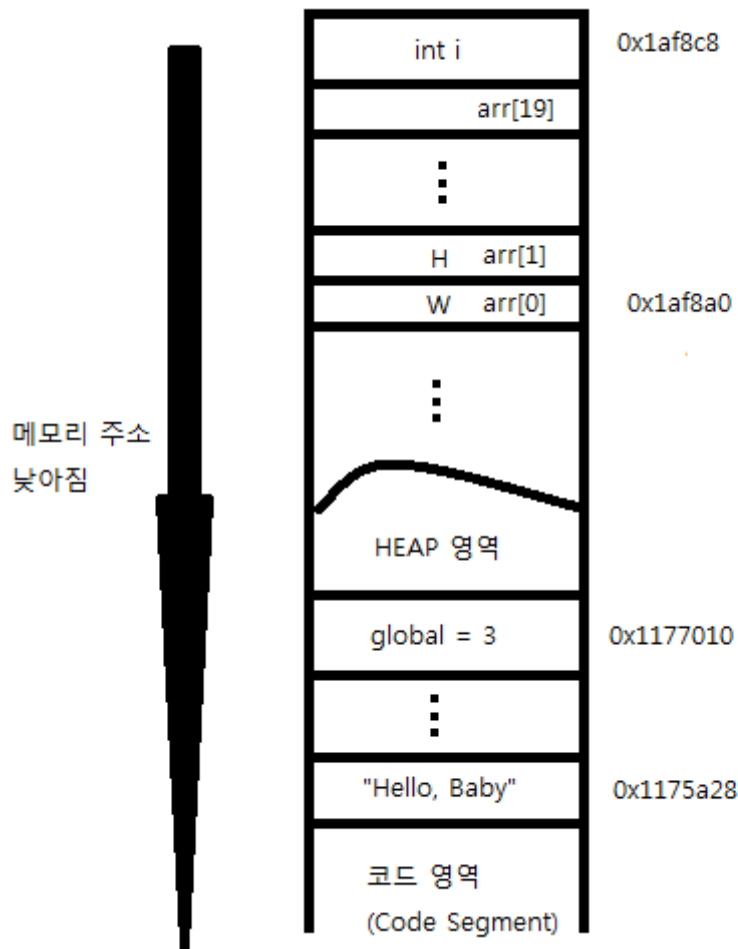 int i
0x1af8c8
arr[19]
H arr[1]
W arr[0]
0x1af8a0
메모리 주소
낮아짐
HEAP 영역
global = 3
0x1177010
"Hello, Baby"
0x1175a28
코드 영역
(Code Segment)